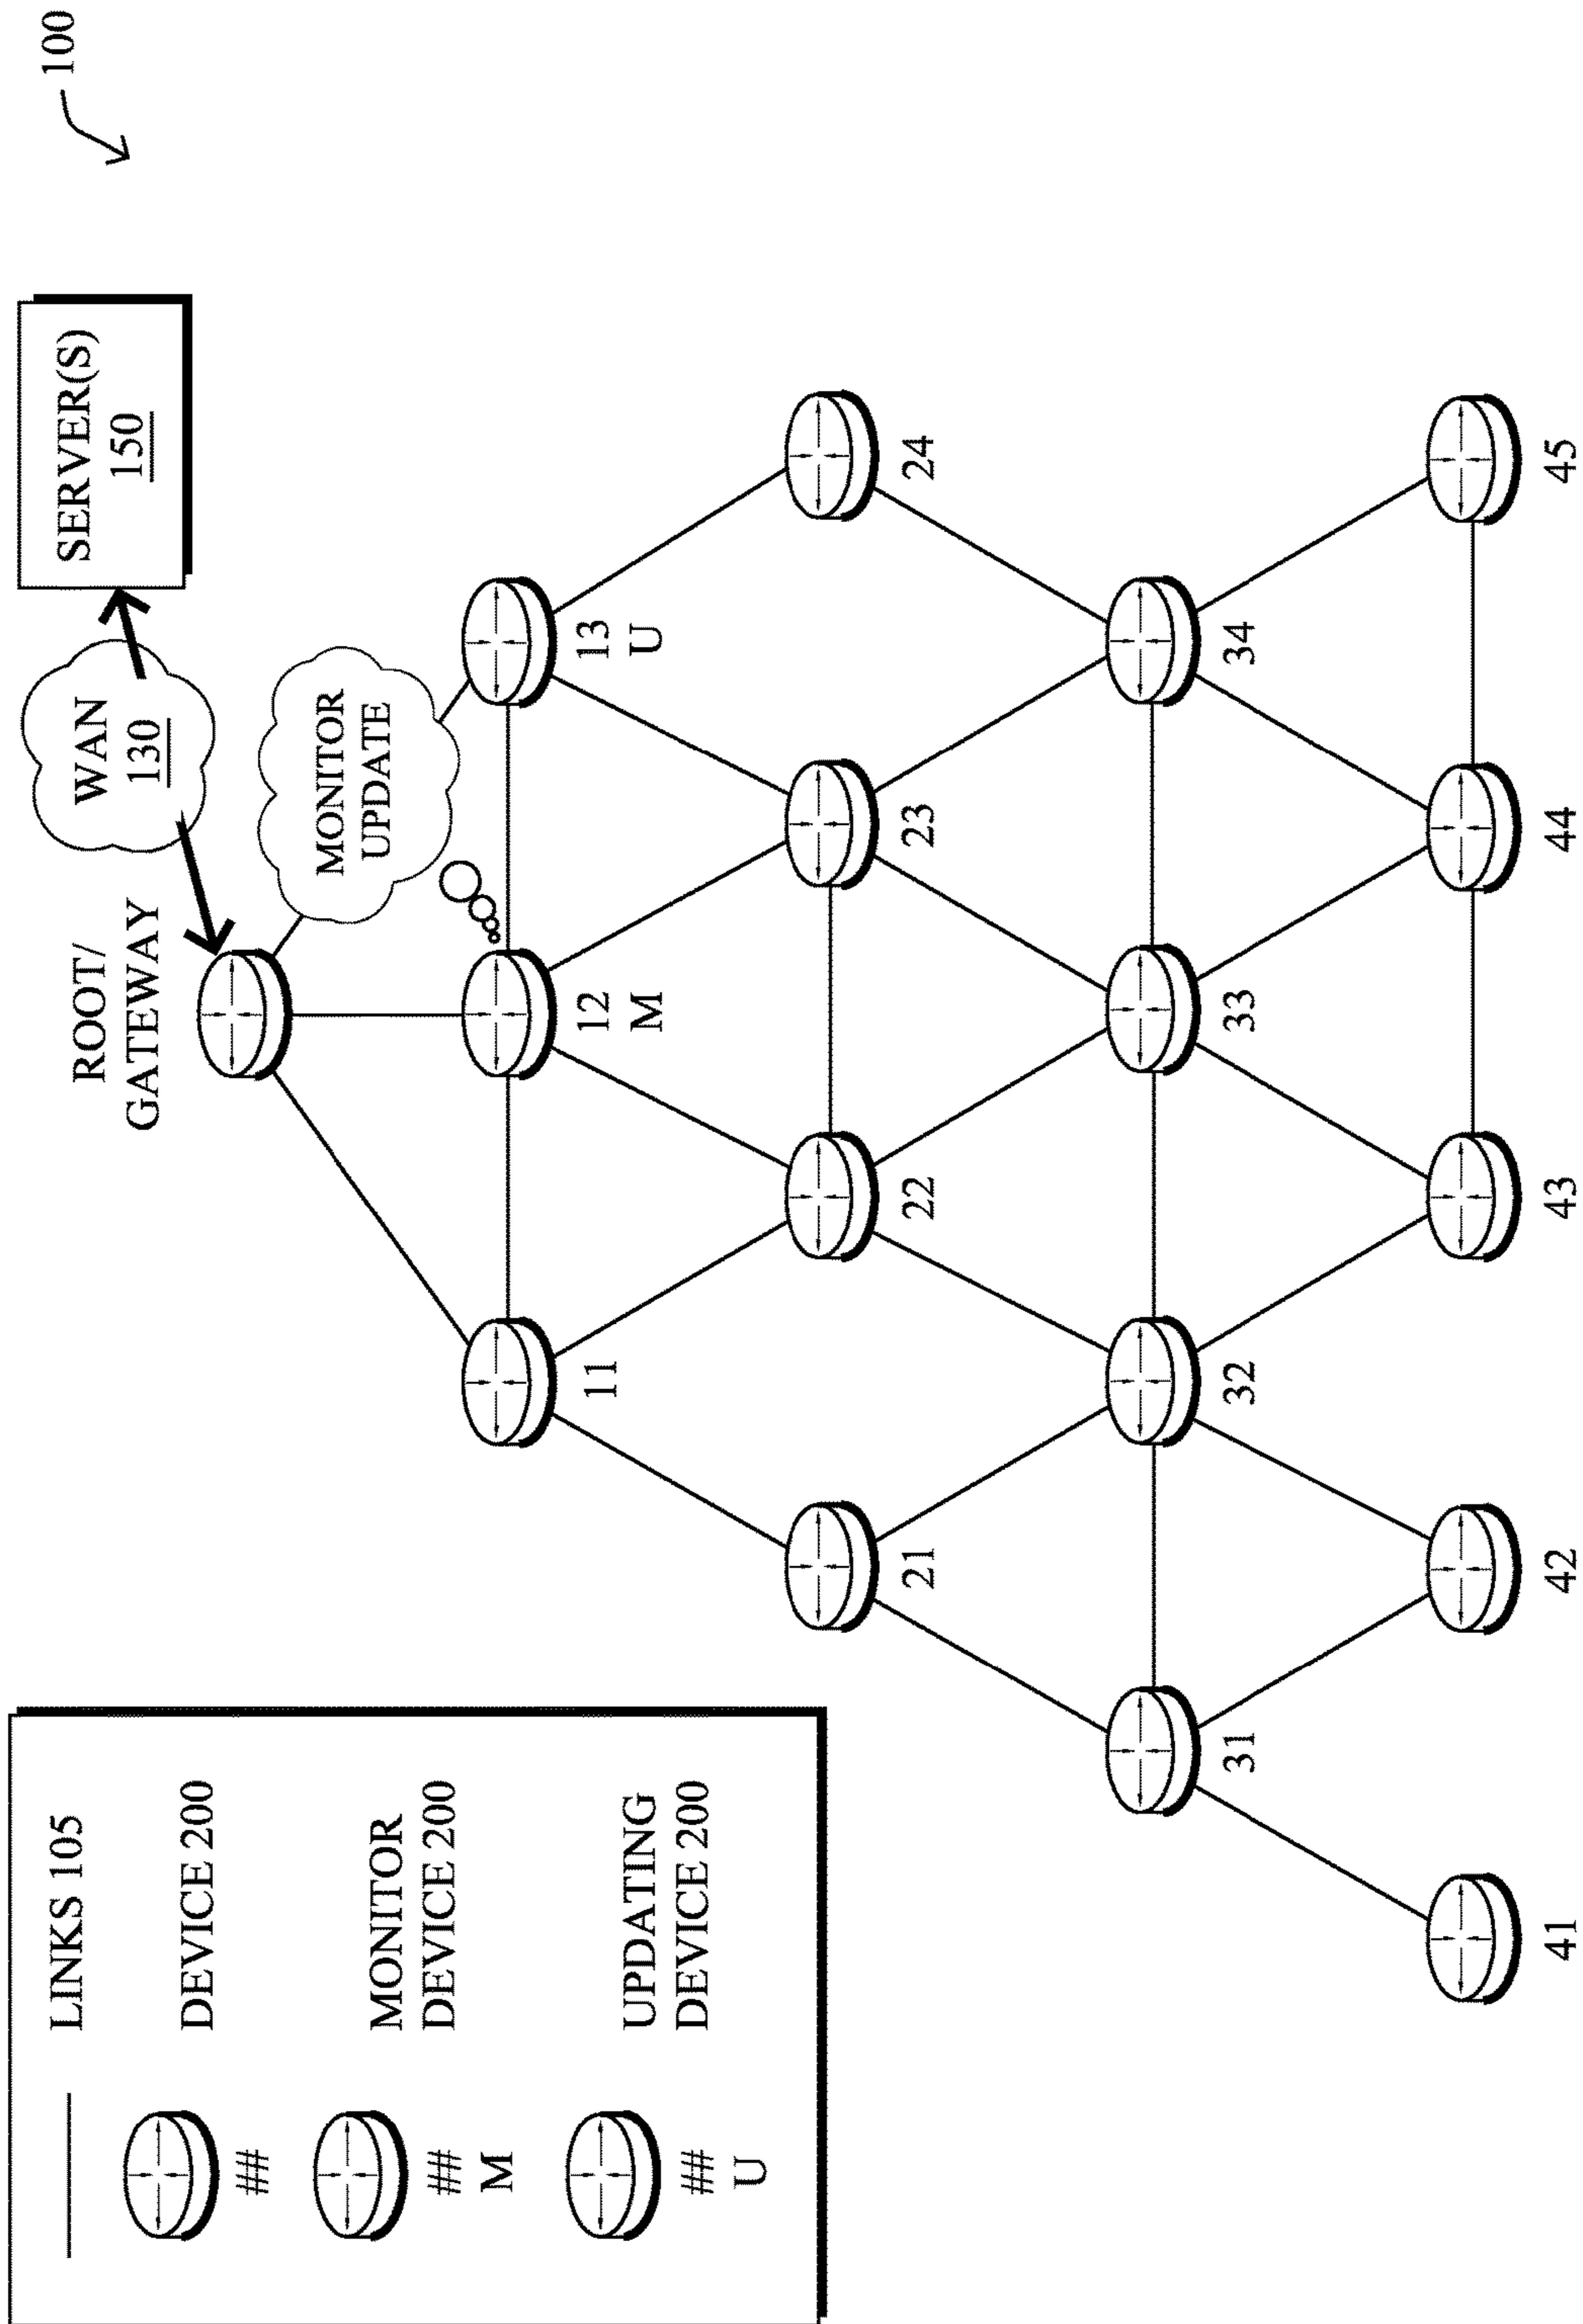 100
LINKS 105
##
DEVICE 200
##
M
MONITOR
DEVICE 200
##
U
UPDATING
DEVICE 200
SERVER(S)
150
WAN
130
ROOT/
GATEWAY
MONITOR
UPDATE
11
12
M
13
U
21
22
23
24
31
32
33
34
41
42
43
44
45